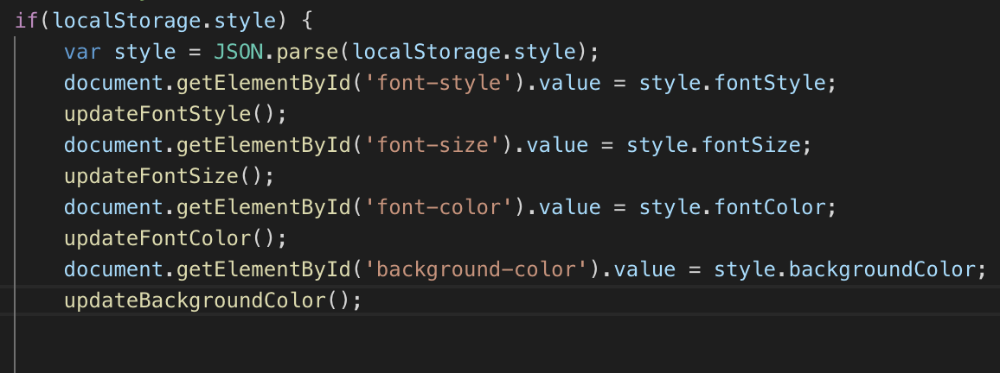 if(localStorage.style) {
    var style = JSON.parse(localStorage.style);
    document.getElementById('font-style').value = style.fontStyle;
    updateFontStyle();
    document.getElementById('font-size').value = style.fontSize;
    updateFontSize();
    document.getElementById('font-color').value = style.fontColor;
    updateFontColor();
    document.getElementById('background-color').value = style.backgroundColor;
    updateBackgroundColor();